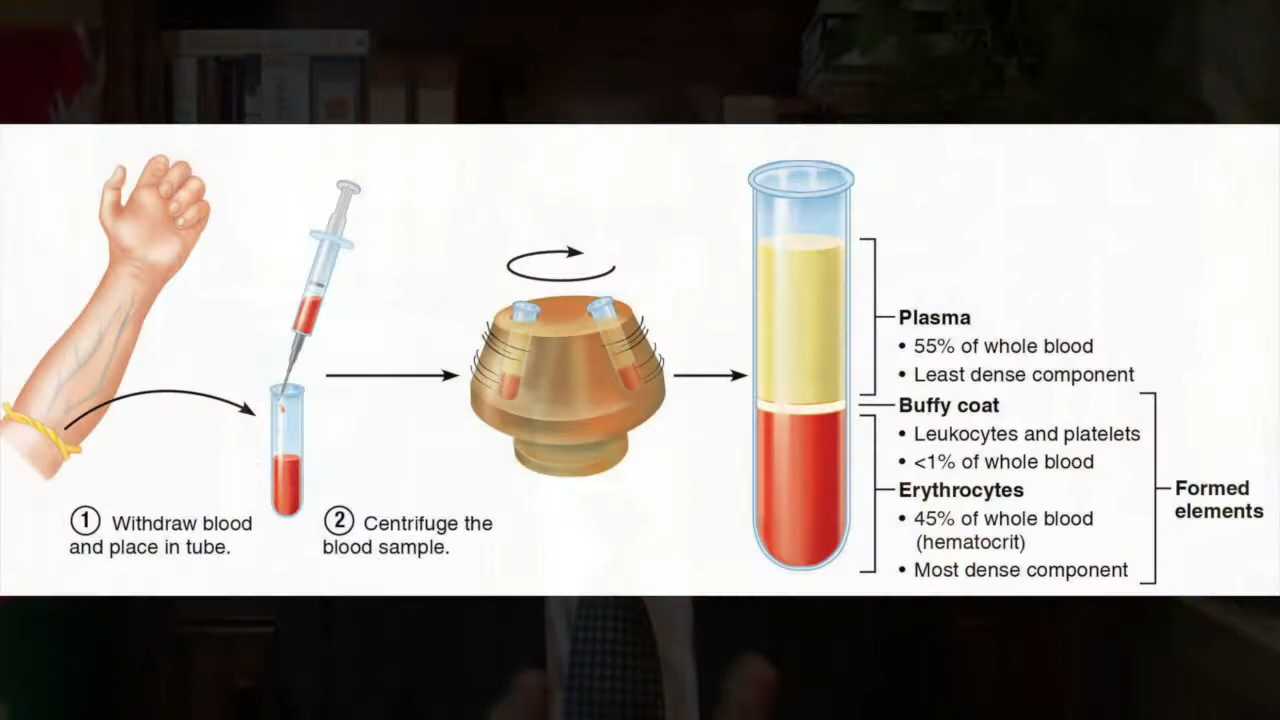 ① Withdraw blood
and place in tube.
② Centrifuge the
blood sample.
Plasma
• 55% of whole blood
• Least dense component
Buffy coat
• Leukocytes and platelets
• <1% of whole blood
Erythrocytes
• 45% of whole blood
(hematocrit)
• Most dense component
Formed
elements